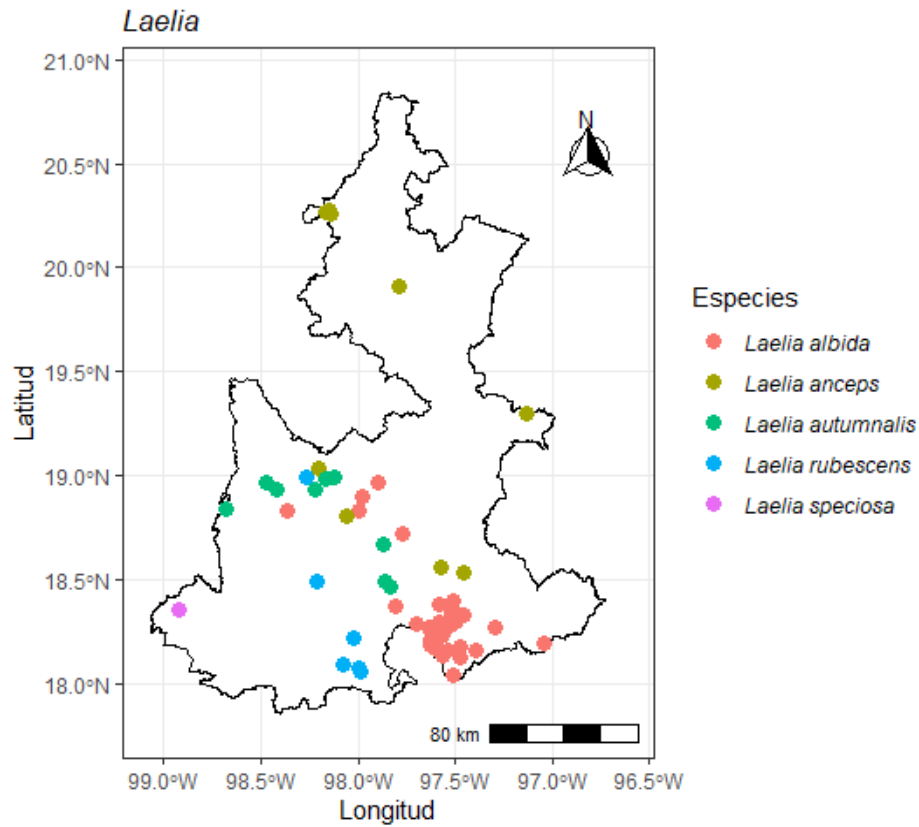 Laelia
21.0°N
20.5°N
20.0°N
19.5°N
19.0°N
18.5°N
18.0°N
Latitud
N
80 km
99.0°W 98.5°W 98.0°W 97.5°W 97.0°W 96.5°W
Longitud
Especies
Laelia albida
Laelia anceps
Laelia autumnalis
Laelia rubescens
Laelia speciosa